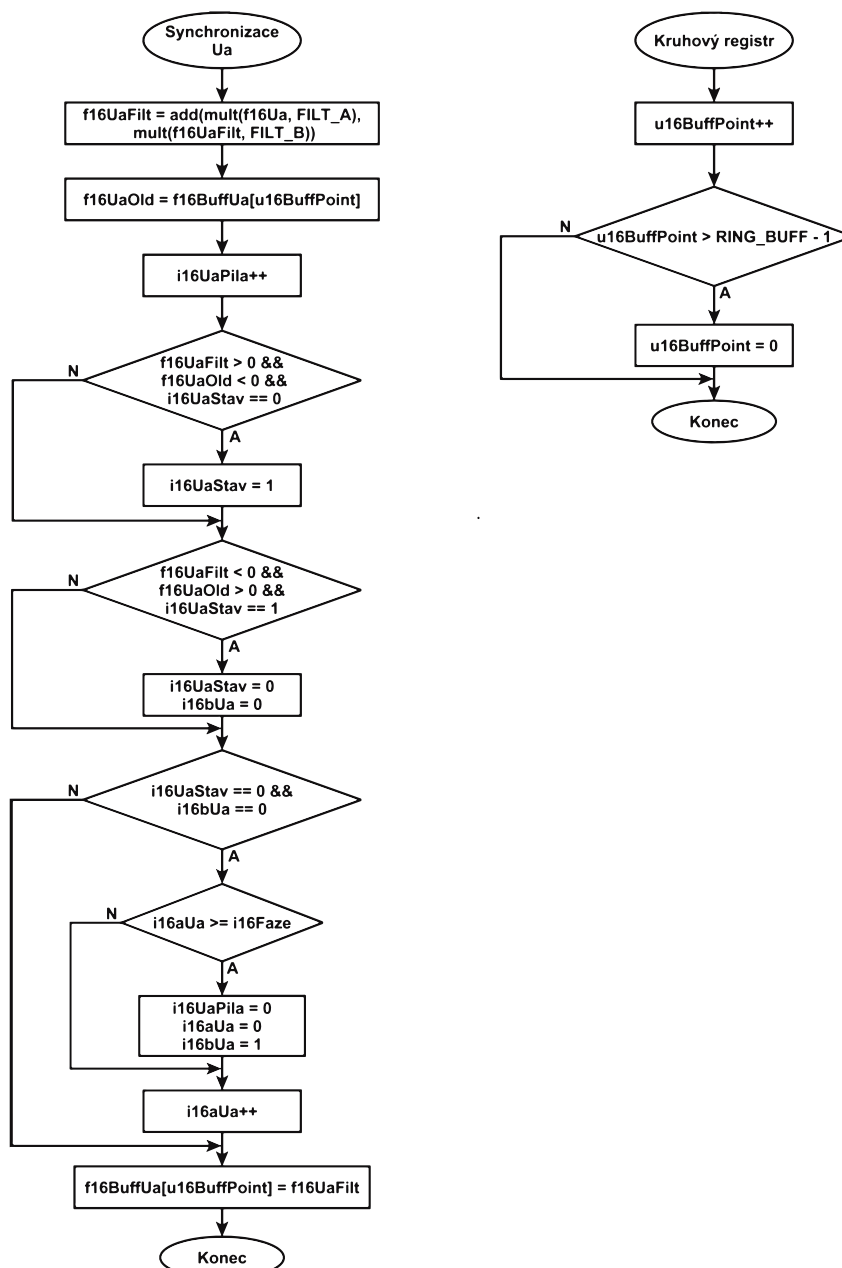 Synchronizace
Ua
f16UaFilt = add(mult(f16Ua, FILT_A),
mult(f16UaFilt, FILT_B))
f16UaOld = f16BuffUa[u16BuffPoint]
i16UaPila++
N
f16UaFilt > 0 &&
f16UaOld < 0 &&
i16UaStav == 0
A
i16UaStav = 1
N
f16UaFilt < 0 &&
f16UaOld > 0 &&
i16UaStav == 1
A
i16UaStav = 0
i16bUa = 0
N
i16UaStav == 0 &&
i16bUa == 0
A
N
i16aUa >= i16Faze
A
i16UaPila = 0
i16aUa = 0
i16bUa = 1
i16aUa++
f16BuffUa[u16BuffPoint] = f16UaFilt
Konec
Kruhový registr
u16BuffPoint++
N
u16BuffPoint > RING_BUFF - 1
A
u16BuffPoint = 0
Konec